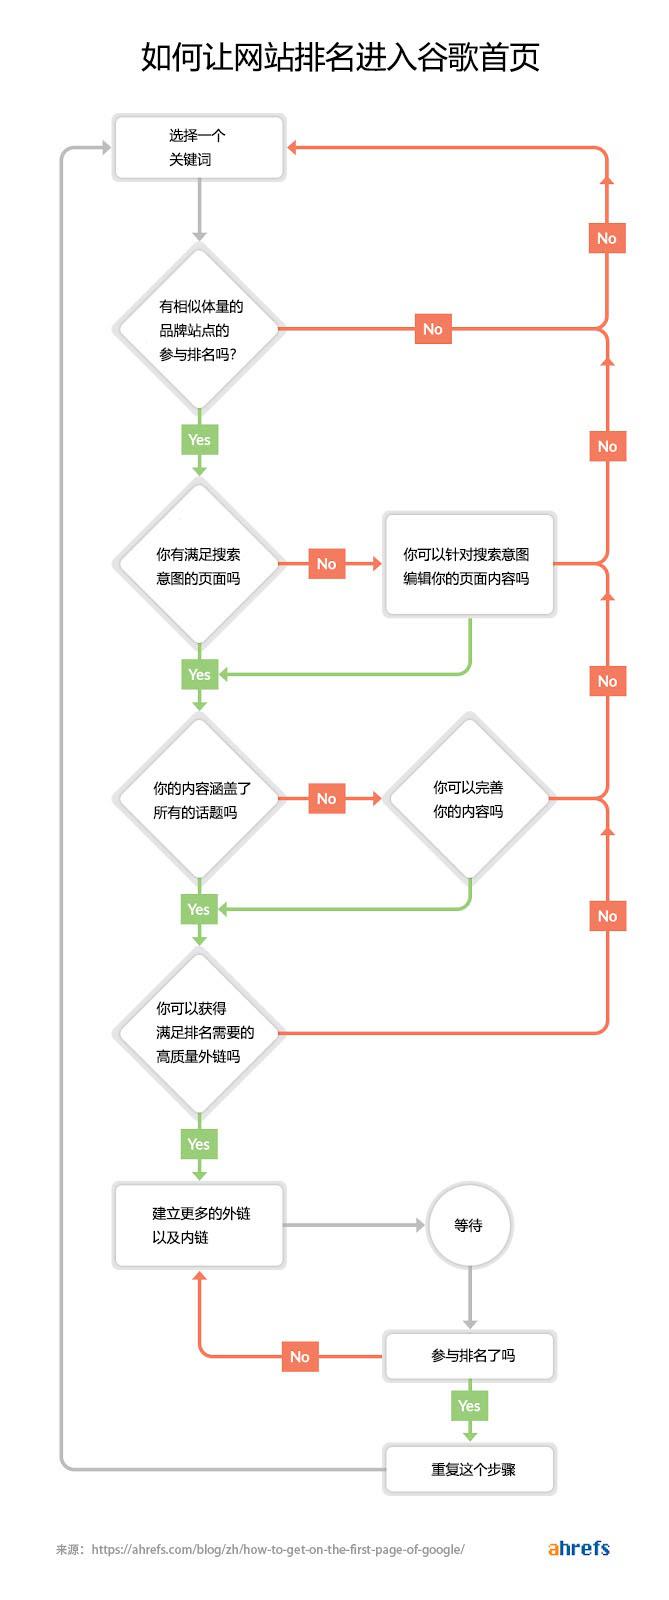 如何让网站排名进入谷歌首页
选择一个
关键词
No
有相似体量的
品牌站点的
参与排名吗?
No
Yes
No
你有满足搜索
意图的页面吗
No
你可以针对搜索意图
编辑你的页面内容吗
Yes
No
你的内容涵盖了
所有的话题吗
No
你可以完善
你的内容吗
Yes
No
你可以获得
满足排名需要的
高质量外链吗
Yes
建立更多的外链
以及内链
等待
No
参与排名了吗
Yes
重复这个步骤
来源：https://ahrefs.com/blog/zh/how-to-get-on-the-first-page-of-google/
ahrefs